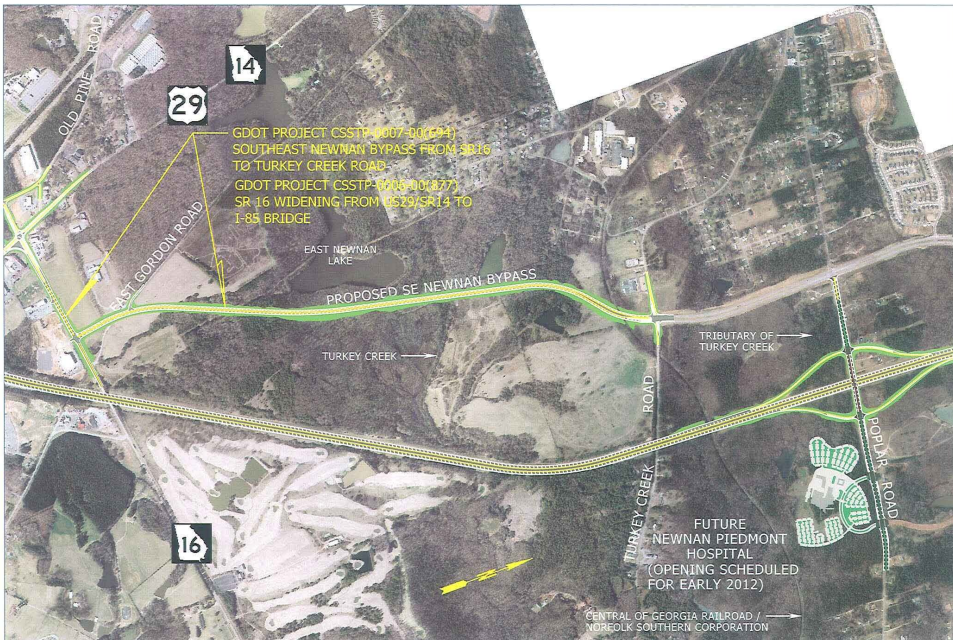 OLD PINE ROAD
14
29
GDOT PROJECT CSSTP-0007-00(694)
SOUTHEAST NEWNAN BYPASS FROM SR16
TO TURKEY CREEK ROAD
GDOT PROJECT CSSTP-0006-00(877)
SR 16 WIDENING FROM US29/SR14 TO
I-85 BRIDGE
EAST GORDON ROAD
EAST NEWNAN
LAKE
PROPOSED SE NEWNAN BYPASS
TURKEY CREEK
TRIBUTARY OF
TURKEY CREEK
TURKEY CREEK ROAD
POPLAR ROAD
16
N
FUTURE
NEWNAN PIEDMONT
HOSPITAL
(OPENING SCHEDULED
FOR EARLY 2012)
CENTRAL OF GEORGIA RAILROAD /
NORFOLK SOUTHERN CORPORATION